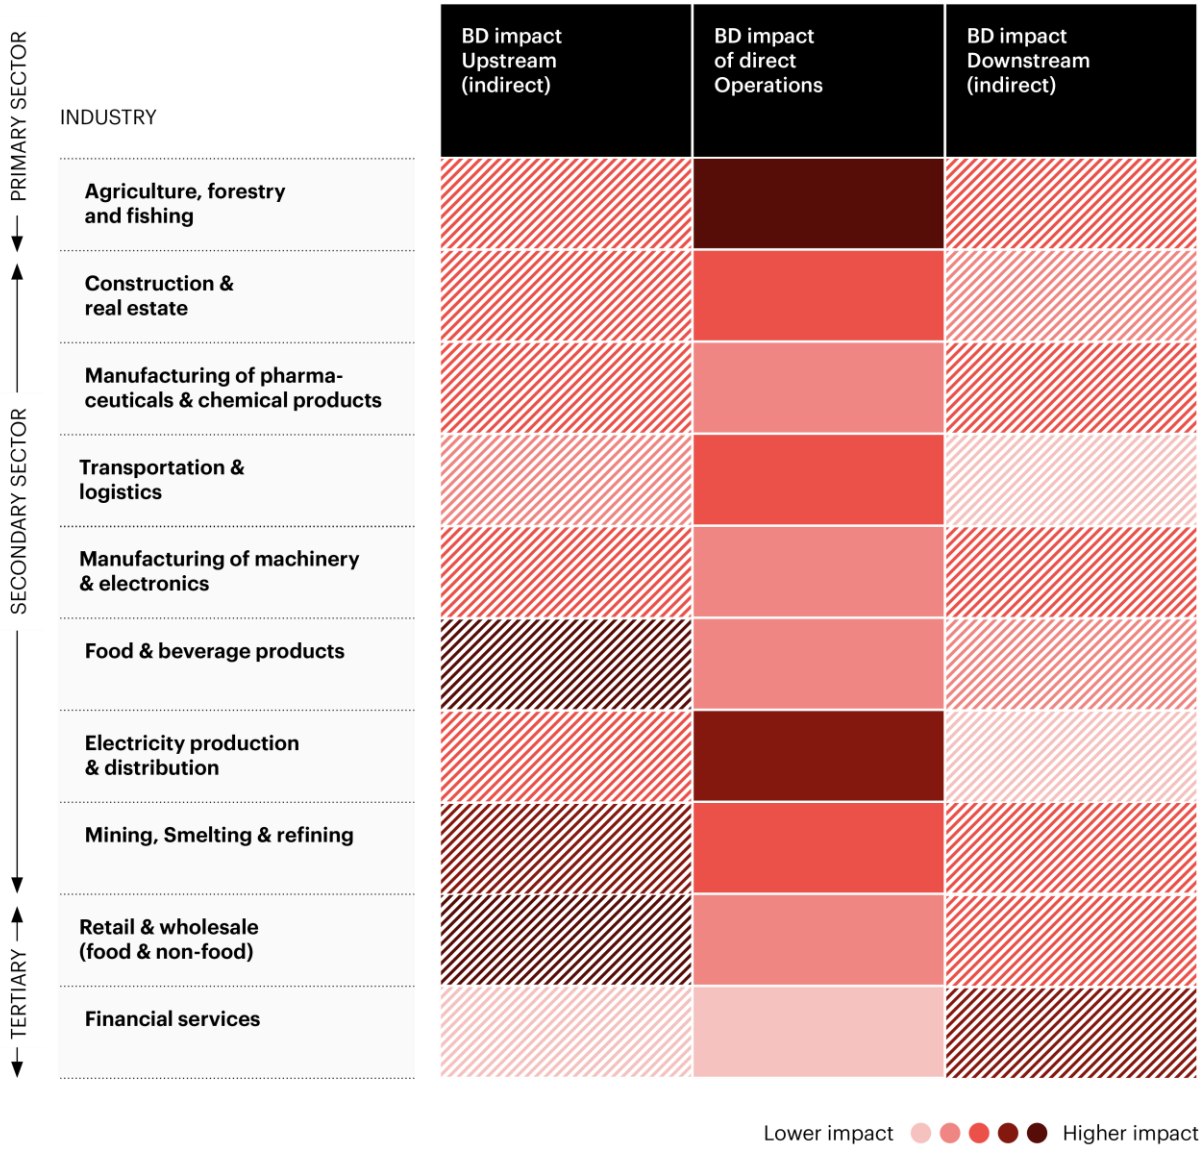 BD impact
Upstream
(indirect)
BD impact
of direct
Operations
BD impact
Downstream
(indirect)
INDUSTRY
PRIMARY SECTOR
Agriculture, forestry
and fishing
SECONDARY SECTOR
Construction &
real estate
Manufacturing of pharma-
ceuticals & chemical products
Transportation &
logistics
Manufacturing of machinery
& electronics
Food & beverage products
Electricity production
& distribution
Mining, Smelting & refining
TERTIARY
Retail & wholesale
(food & non-food)
Financial services
Lower impact
Higher impact